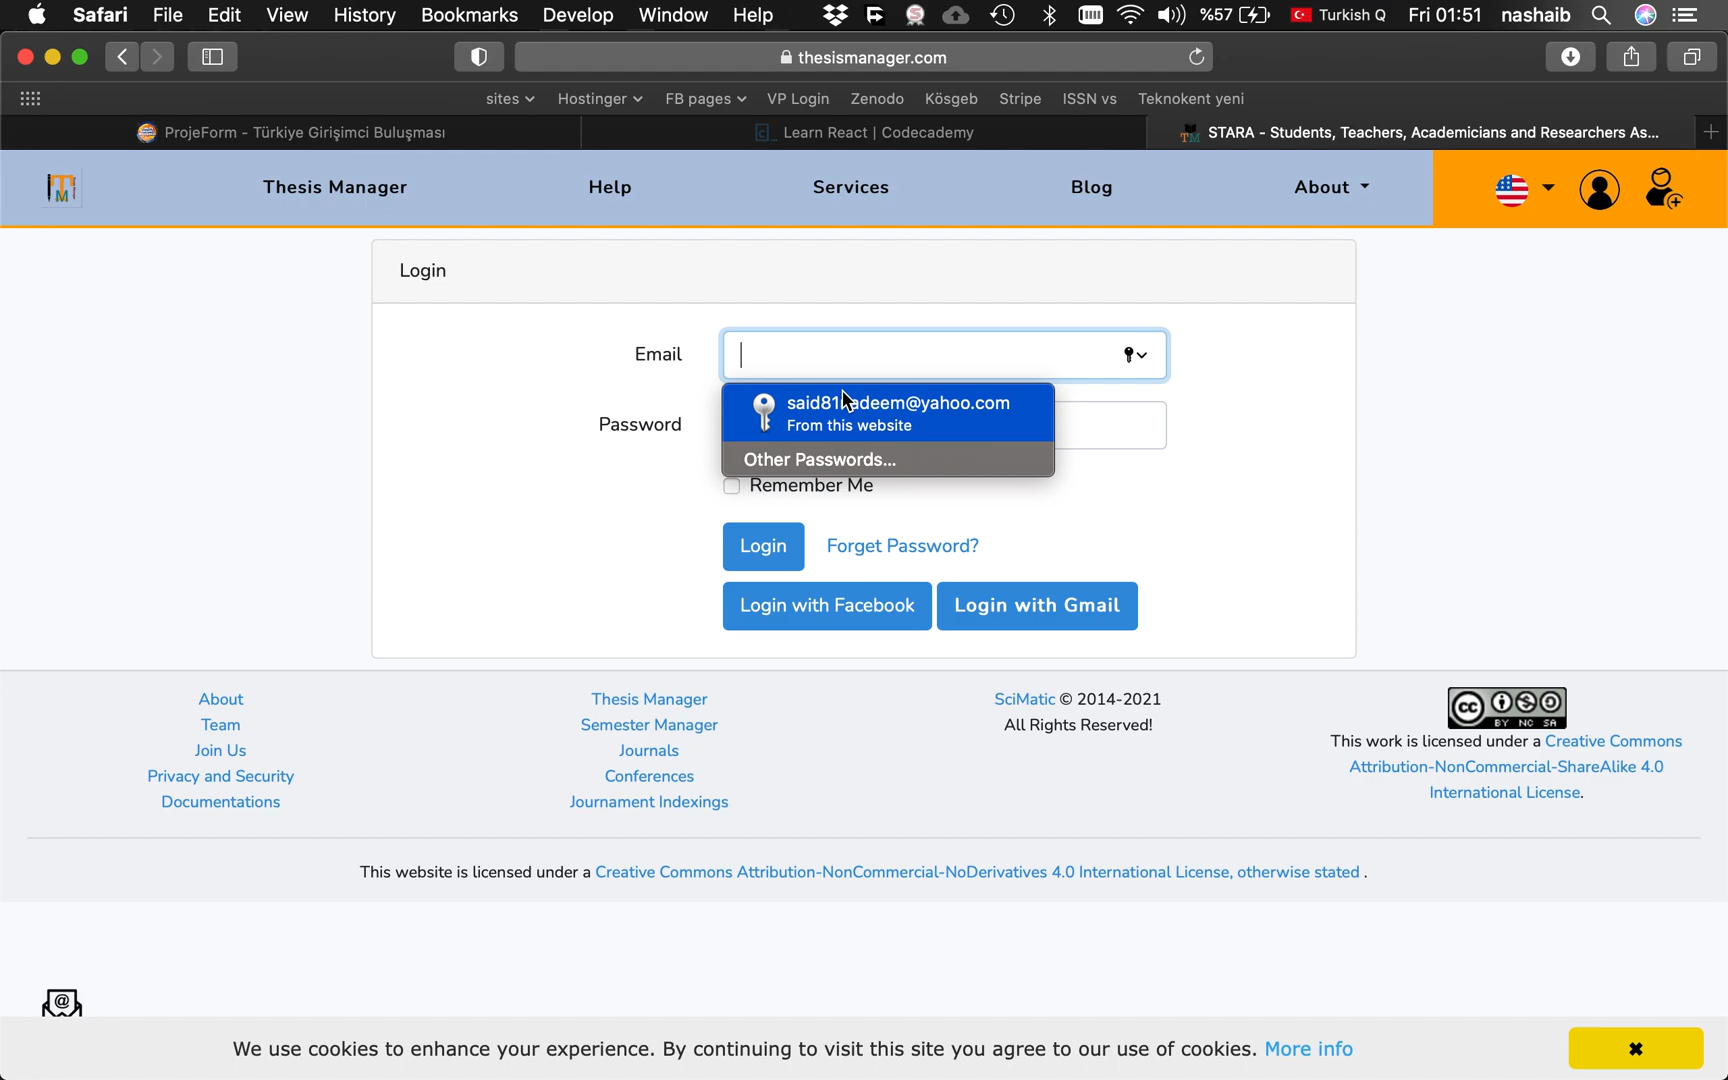 Safari File Edit View History Bookmarks Develop Window Help %57 Turkish Q Fri 01:51 nashaib
thesismanager.com
sites Hostinger FB pages VP Login Zenodo Kösgeb Stripe ISSN vs Teknokent yeni
ProjeForm - Türkiye Girişimci Buluşması
Learn React | Codecademy
STARA - Students, Teachers, Academicians and Researchers As...
Thesis Manager Help Services Blog About
Login
Email
said81 adeem@yahoo.com
From this website
Other Passwords...
Password
Remember Me
Login Forget Password?
Login with Facebook Login with Gmail
About
Team
Join Us
Privacy and Security
Documentations
Thesis Manager
Semester Manager
Journals
Conferences
Journament Indexings
SciMatic © 2014-2021
All Rights Reserved!
cc BY NC SA
This work is licensed under a Creative Commons
Attribution-NonCommercial-ShareAlike 4.0
International License.
This website is licensed under a Creative Commons Attribution-NonCommercial-NoDerivatives 4.0 International License, otherwise stated .
We use cookies to enhance your experience. By continuing to visit this site you agree to our use of cookies. More info